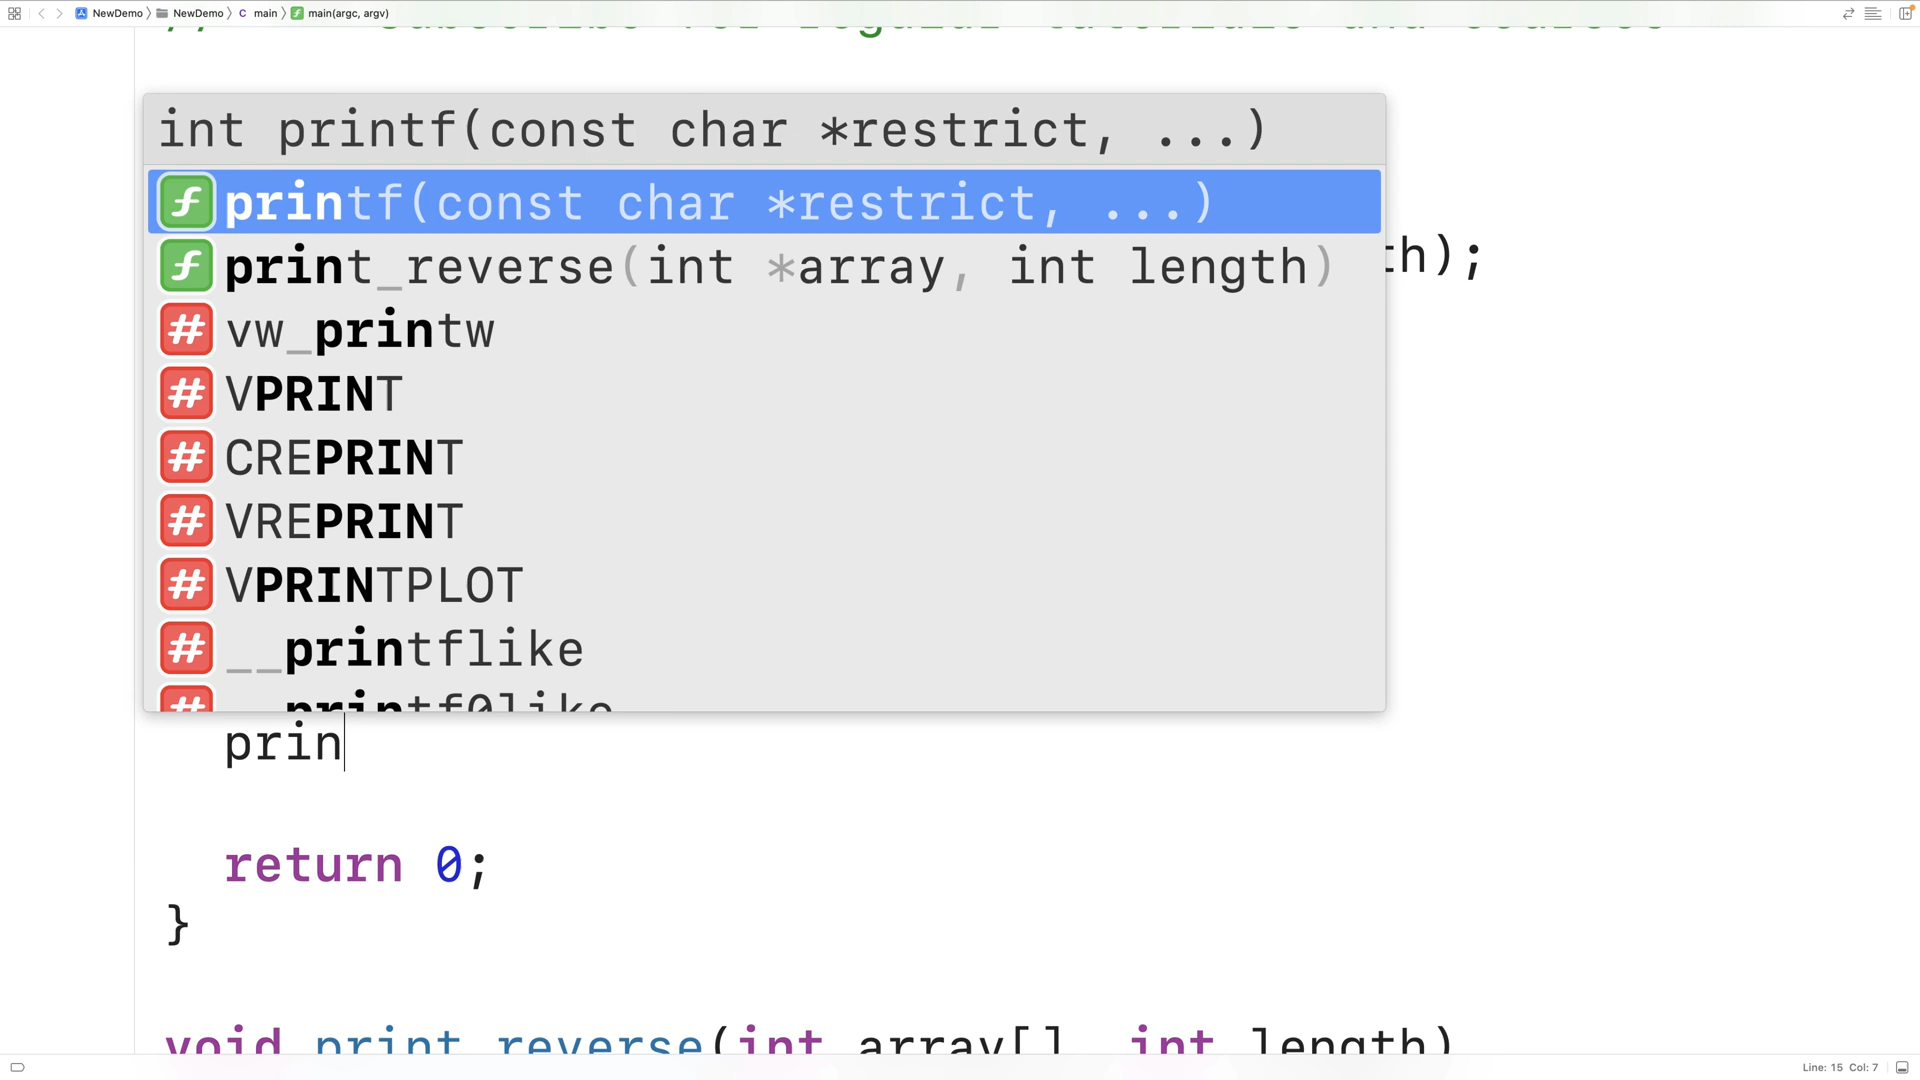 NewDemo NewDemo C main f main(argc, argv)
int printf(const char *restrict, ...)
f printf(const char *restrict, ...)
f print_reverse(int *array, int length)
th);
# vw_printw
# VPRINT
# CREPRINT
# VREPRINT
# VPRINTPLOT
# __printflike
# __printf0like
prin
return 0;
}
void print_reverse(int array[], int length)
Line: 15 Col: 7